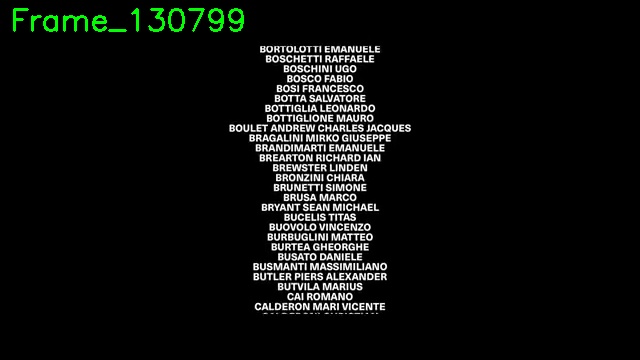 Frame_130799
BORTOLOTTI EMANUELE
BOSCHETTI RAFFAELE
BOSCHINI UGO
BOSCO FABIO
BOSI FRANCESCO
BOTTA SALVATORE
BOTTIGLIA LEONARDO
BOTTIGLIONE MAURO
BOULET ANDREW CHARLES JACQUES
BRAGALINI MIRKO GIUSEPPE
BRANDIMARTI EMANUELE
BREARTON RICHARD IAN
BREWSTER LINDEN
BRONZINI CHIARA
BRUNETTI SIMONE
BRUSA MARCO
BRYANT SEAN MICHAEL
BUCELIS TITAS
BUOVOLO VINCENZO
BURBUGLINI MATTEO
BURTEA GHEORGHE
BUSATO DANIELE
BUSMANTI MASSIMILIANO
BUTLER PIERS ALEXANDER
BUTVILA MARIUS
CAI ROMANO
CALDERON MARI VICENTE